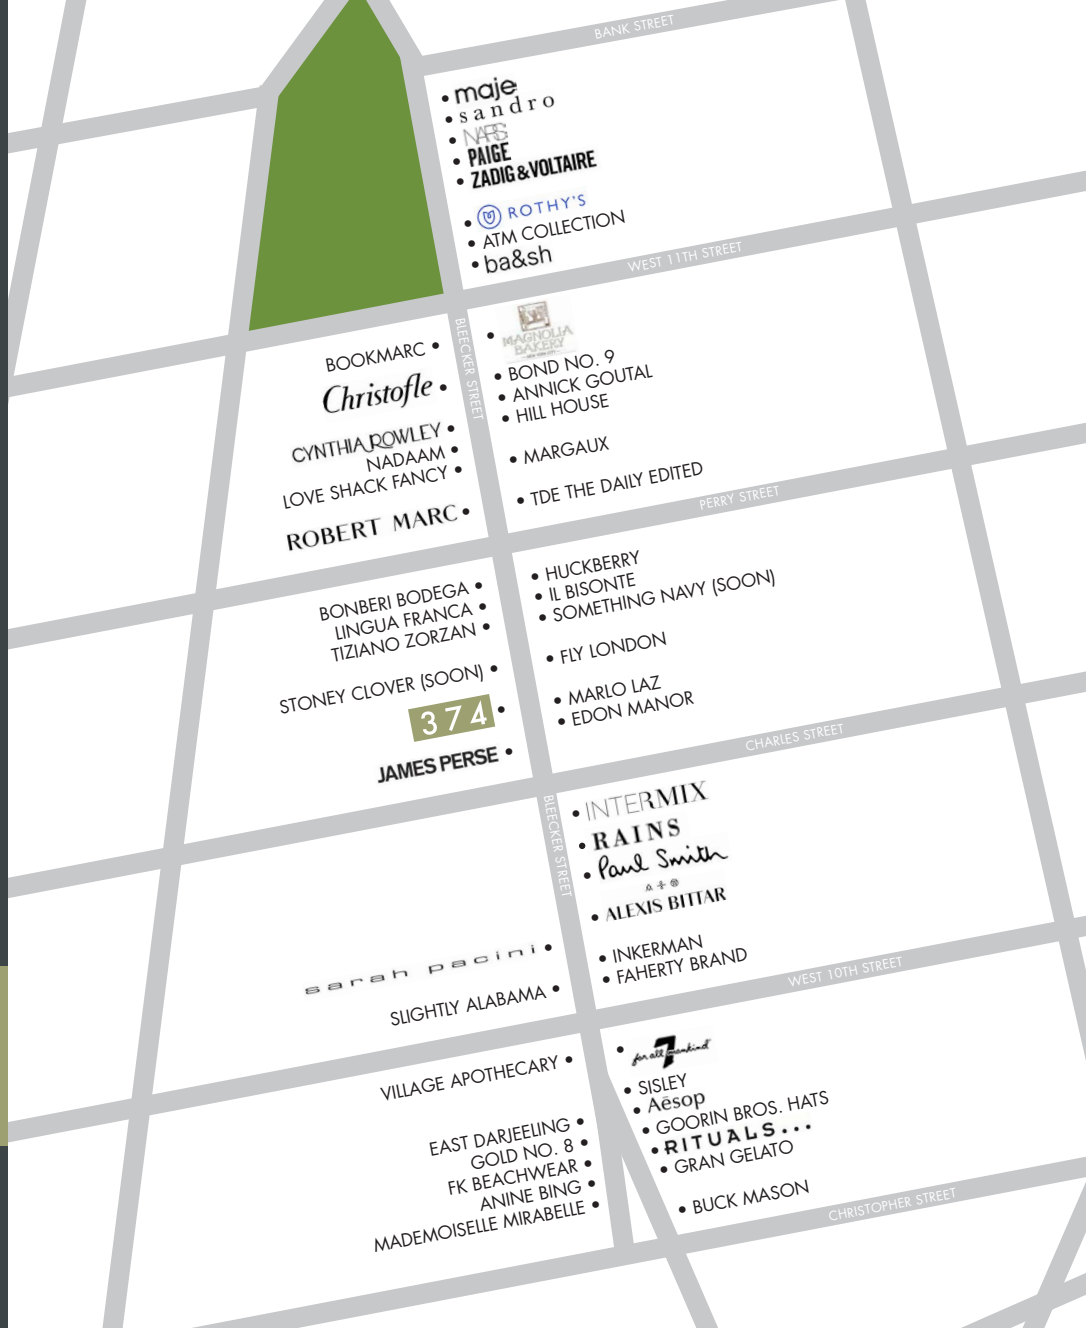 BANK STREET
maje
sandro
NARS
PAIGE
ZADIG & VOLTAIRE
ROTHY'S
ATM COLLECTION
ba&sh
WEST 11TH STREET
BLEECKER STREET
BOOKMARC
Christofle
CYNTHIA ROWLEY
NADAAM
LOVE SHACK FANCY
ROBERT MARC
MAGNOLIA
BAKERY
BOND NO. 9
ANNICK GOUTAL
HILL HOUSE
MARGAUX
TDE THE DAILY EDITED
PERRY STREET
BONBERI BODEGA
LINGUA FRANCA
TIZIANO ZORZAN
STONEY CLOVER (SOON)
374
JAMES PERSE
HUCKBERRY
IL BISONTE
SOMETHING NAVY (SOON)
FLY LONDON
MARLO LAZ
EDON MANOR
CHARLES STREET
BLEECKER STREET
sarah pacini
SLIGHTLY ALABAMA
INTERMIX
RAINS
Paul Smith
ALEXIS BITTAR
INKERMAN
FAHERTY BRAND
WEST 10TH STREET
VILLAGE APOTHECARY
EAST DARJEELING
GOLD NO. 8
FK BEACHWEAR
ANINE BING
MADEMOISELLE MIRABELLE
for all 7 mankind
SISLEY
Aēsop
GOORIN BROS. HATS
RITUALS...
GRAN GELATO
BUCK MASON
CHRISTOPHER STREET